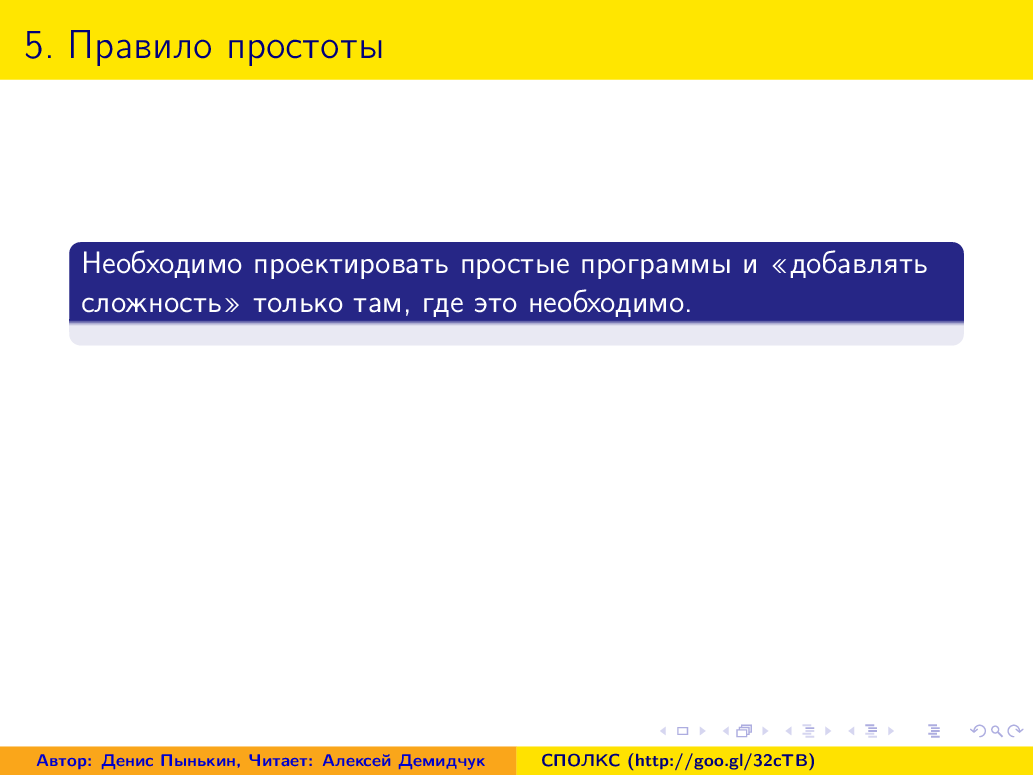 5. Правило простоты
Необходимо проектировать простые программы и «добавлять
сложность» только там, где это необходимо.
Автор: Денис Пынькин, Читает: Алексей Демидчук
СПОЛКС (http://goo.gl/32cTB)